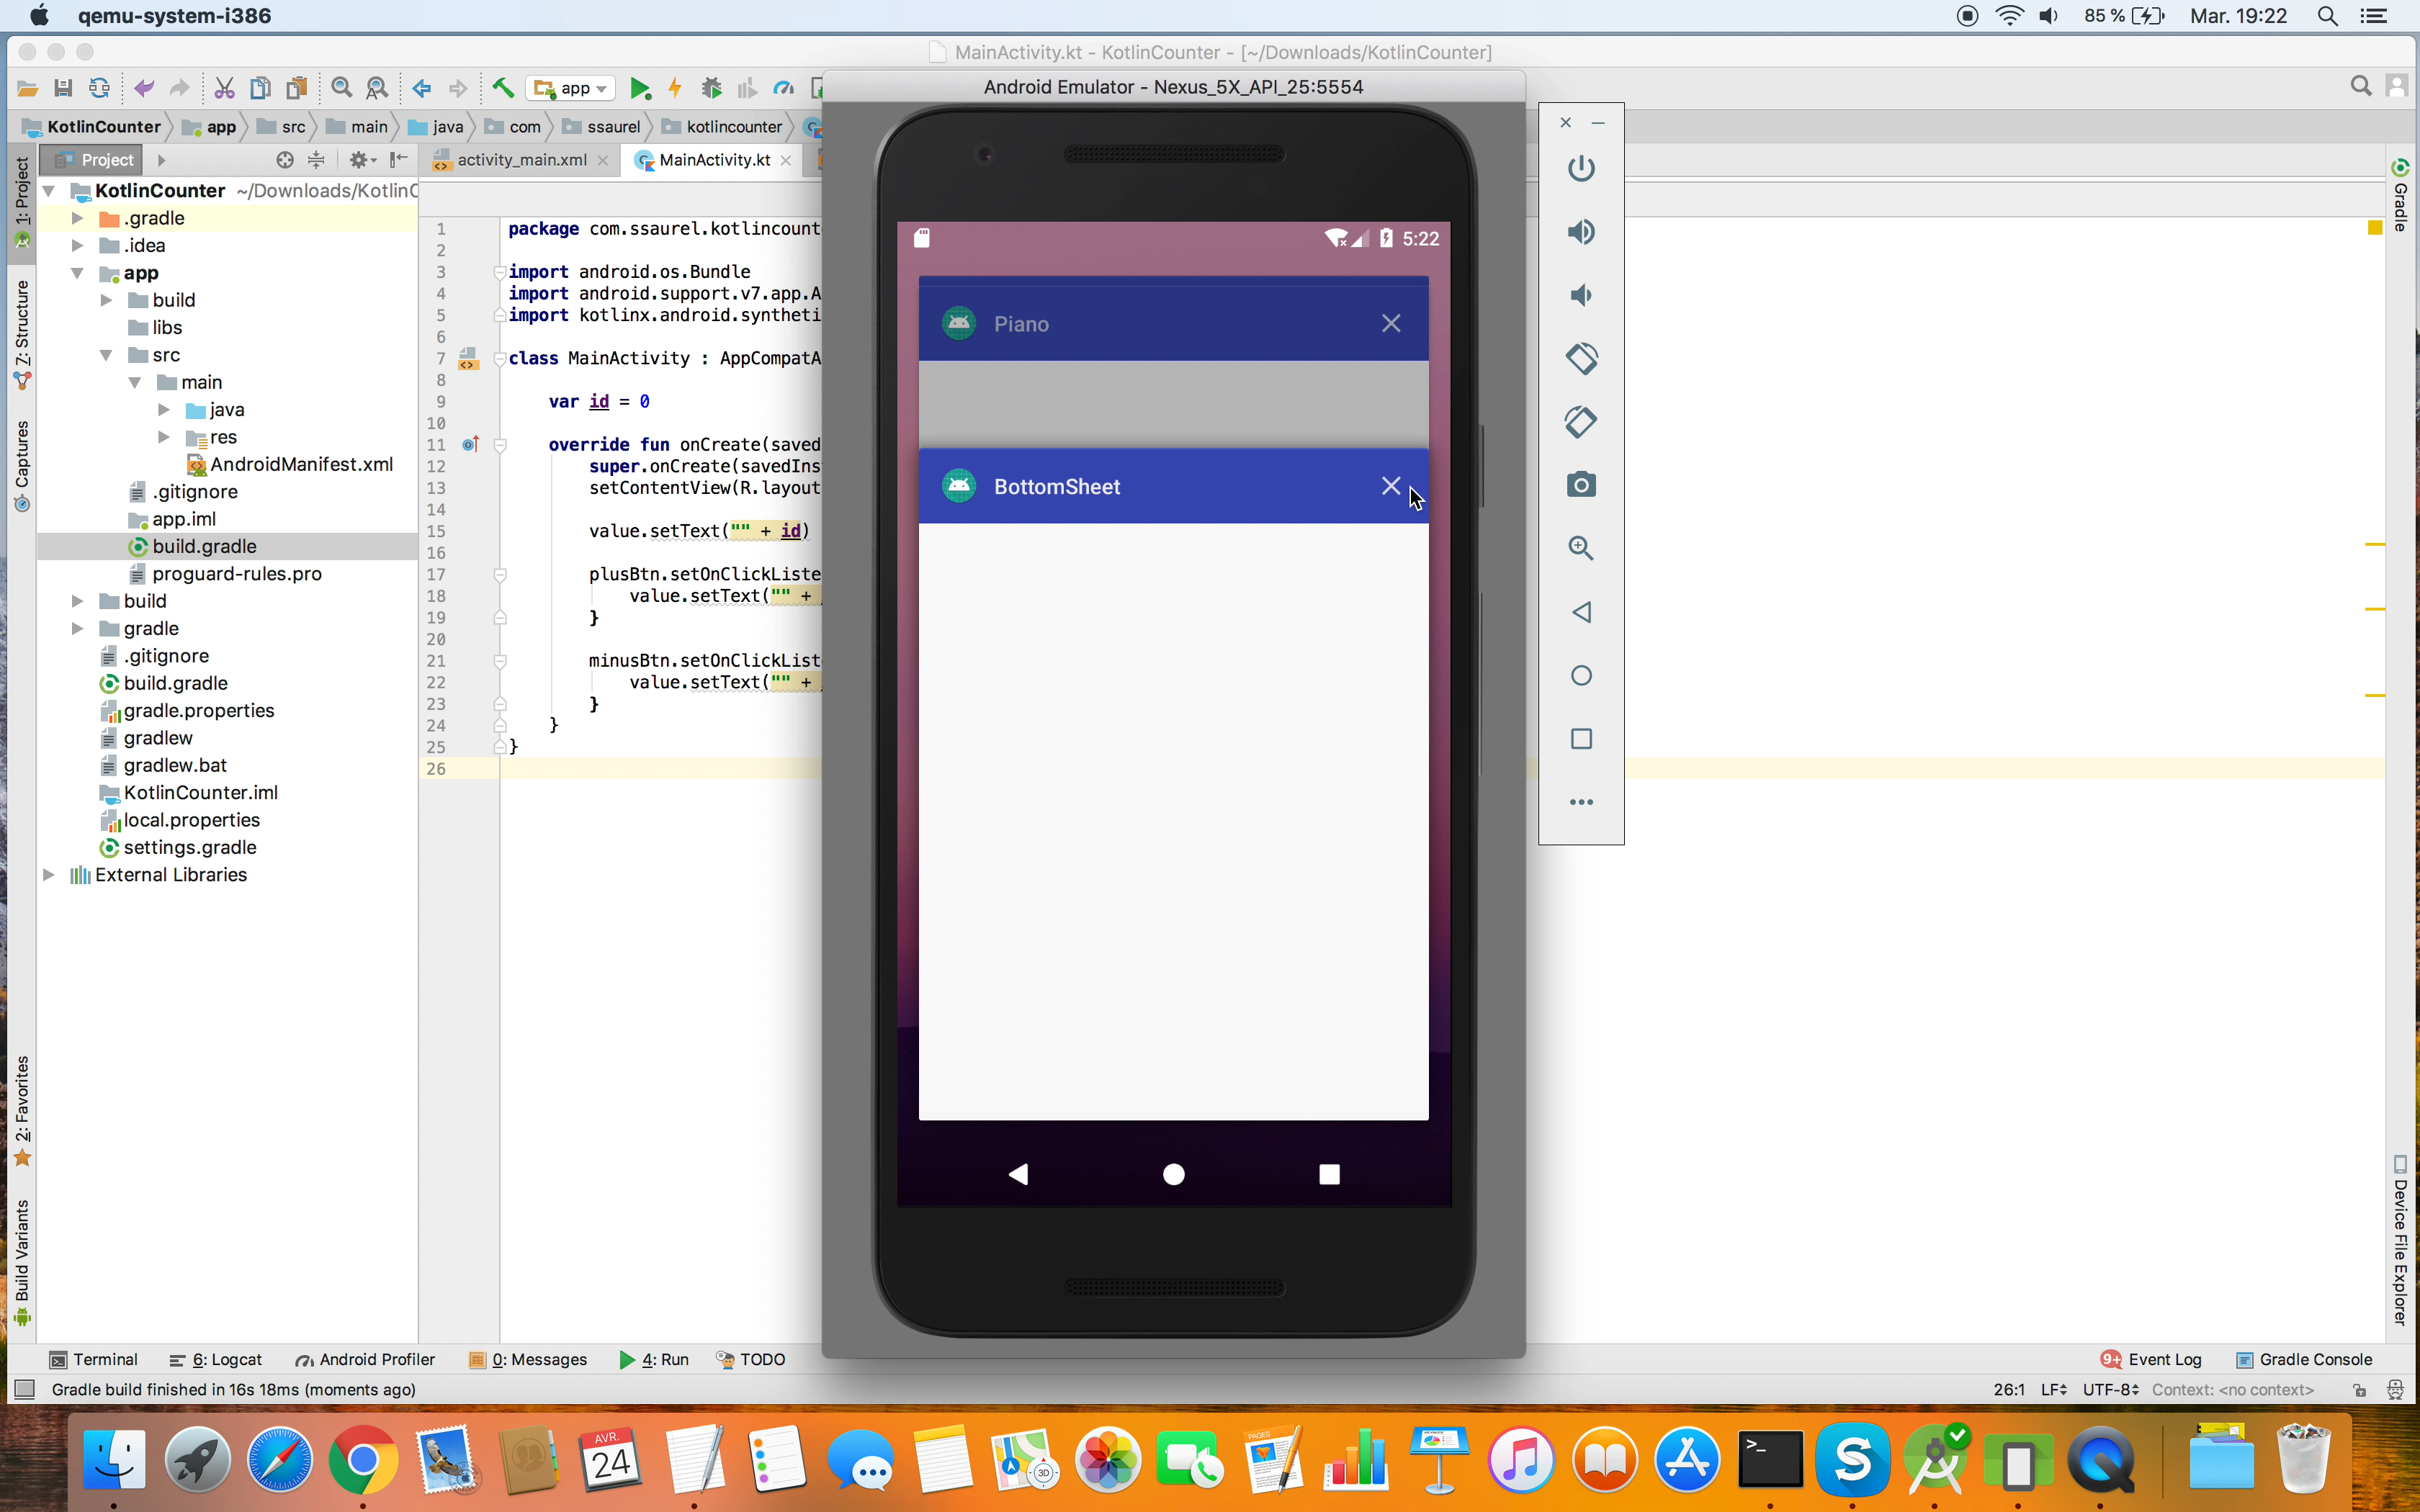 qemu-system-i386
85 %
Mar. 19:22
MainActivity.kt - KotlinCounter - [~/Downloads/KotlinCounter]
app
Android Emulator - Nexus_5X_API_25:5554
KotlinCounter
app
src
main
java
com
ssaurel
kotlincounter
Project
activity_main.xml
MainActivity.kt
1: Project
7: Structure
Captures
2: Favorites
Build Variants
Gradle
Device File Explorer
KotlinCounter ~/Downloads/KotlinC
.gradle
.idea
app
build
libs
src
main
java
res
AndroidManifest.xml
.gitignore
app.iml
build.gradle
proguard-rules.pro
build
gradle
.gitignore
build.gradle
gradle.properties
gradlew
gradlew.bat
KotlinCounter.iml
local.properties
settings.gradle
External Libraries
1 package com.ssaurel.kotlincount
2
3 import android.os.Bundle
4 import android.support.v7.app.A
5 import kotlinx.android.syntheti
6
7 class MainActivity : AppCompatA
8
9 var id = 0
10
11 override fun onCreate(saved
12 super.onCreate(savedIns
13 setContentView(R.layout
14
15 value.setText("" + id)
16
17 plusBtn.setOnClickListe
18 value.setText("" +
19 }
20
21 minusBtn.setOnClickList
22 value.setText("" +
23 }
24 }
25 }
26
5:22
Piano
BottomSheet
Terminal
6: Logcat
Android Profiler
0: Messages
4: Run
TODO
9+ Event Log
Gradle Console
Gradle build finished in 16s 18ms (moments ago)
26:1
LF
UTF-8
Context: <no context>
AVR.
24
3D
PAGES
>_
S